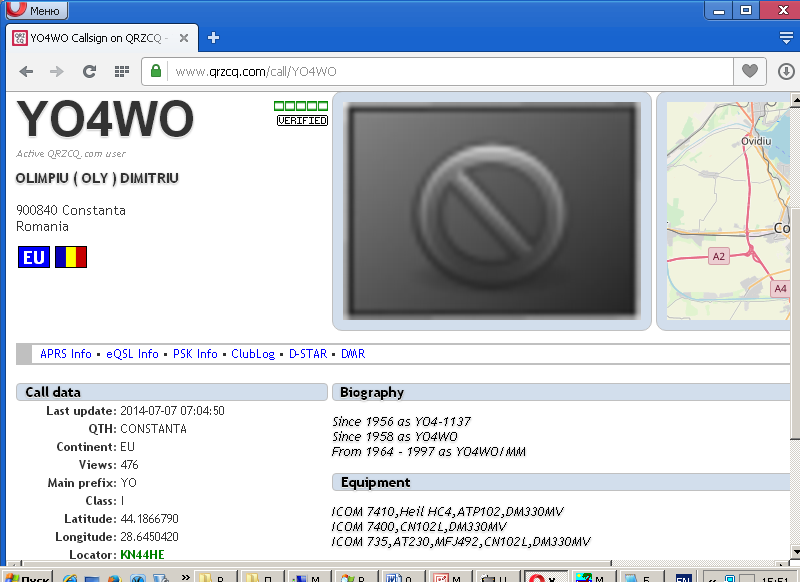 Меню
YO4WO Callsign on QRZCQ -
www.qrzcq.com/call/YO4WO
YO4WO
VERIFIED
Active QRZCQ.com user
OLIMPIU ( OLY ) DIMITRIU
900840 Constanta
Romania
EU
Ovidiu
Co
A2
A4
APRS Info • eQSL Info • PSK Info • ClubLog • D-STAR • DMR
Call data
Last update: 2014-07-07 07:04:50
QTH: CONSTANTA
Continent: EU
Views: 476
Main prefix: YO
Class: I
Latitude: 44.1866790
Longitude: 28.6450420
Locator: KN44HE
Biography
Since 1956 as YO4-1137
Since 1958 as YO4WO
From 1964 - 1997 as YO4WO/MM
Equipment
ICOM 7410,Heil HC4,ATP102,DM330MV
ICOM 7400,CN102L,DM330MV
ICOM 735,AT230,MFJ492,CN102L,DM330MV